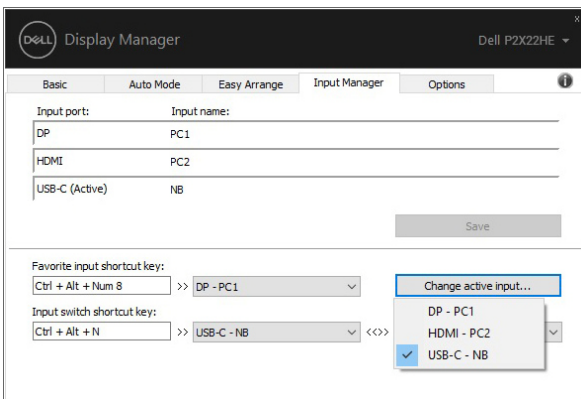 DELL Display Manager Dell P2X22HE
Basic Auto Mode Easy Arrange Input Manager Options
Input port: Input name:
DP PC1
HDMI PC2
USB-C (Active) NB
Save
Favorite input shortcut key:
Ctrl + Alt + Num 8 >> DP - PC1 Change active input...
DP - PC1
Input switch shortcut key:
Ctrl + Alt + N >> USB-C - NB <<>> HDMI - PC2
USB-C - NB